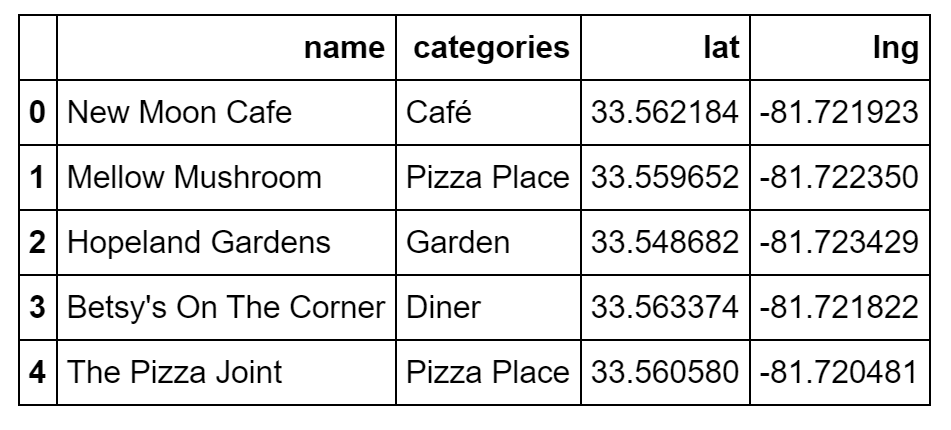 name categories lat lng
0 New Moon Cafe Café 33.562184 -81.721923
1 Mellow Mushroom Pizza Place 33.559652 -81.722350
2 Hopeland Gardens Garden 33.548682 -81.723429
3 Betsy's On The Corner Diner 33.563374 -81.721822
4 The Pizza Joint Pizza Place 33.560580 -81.720481